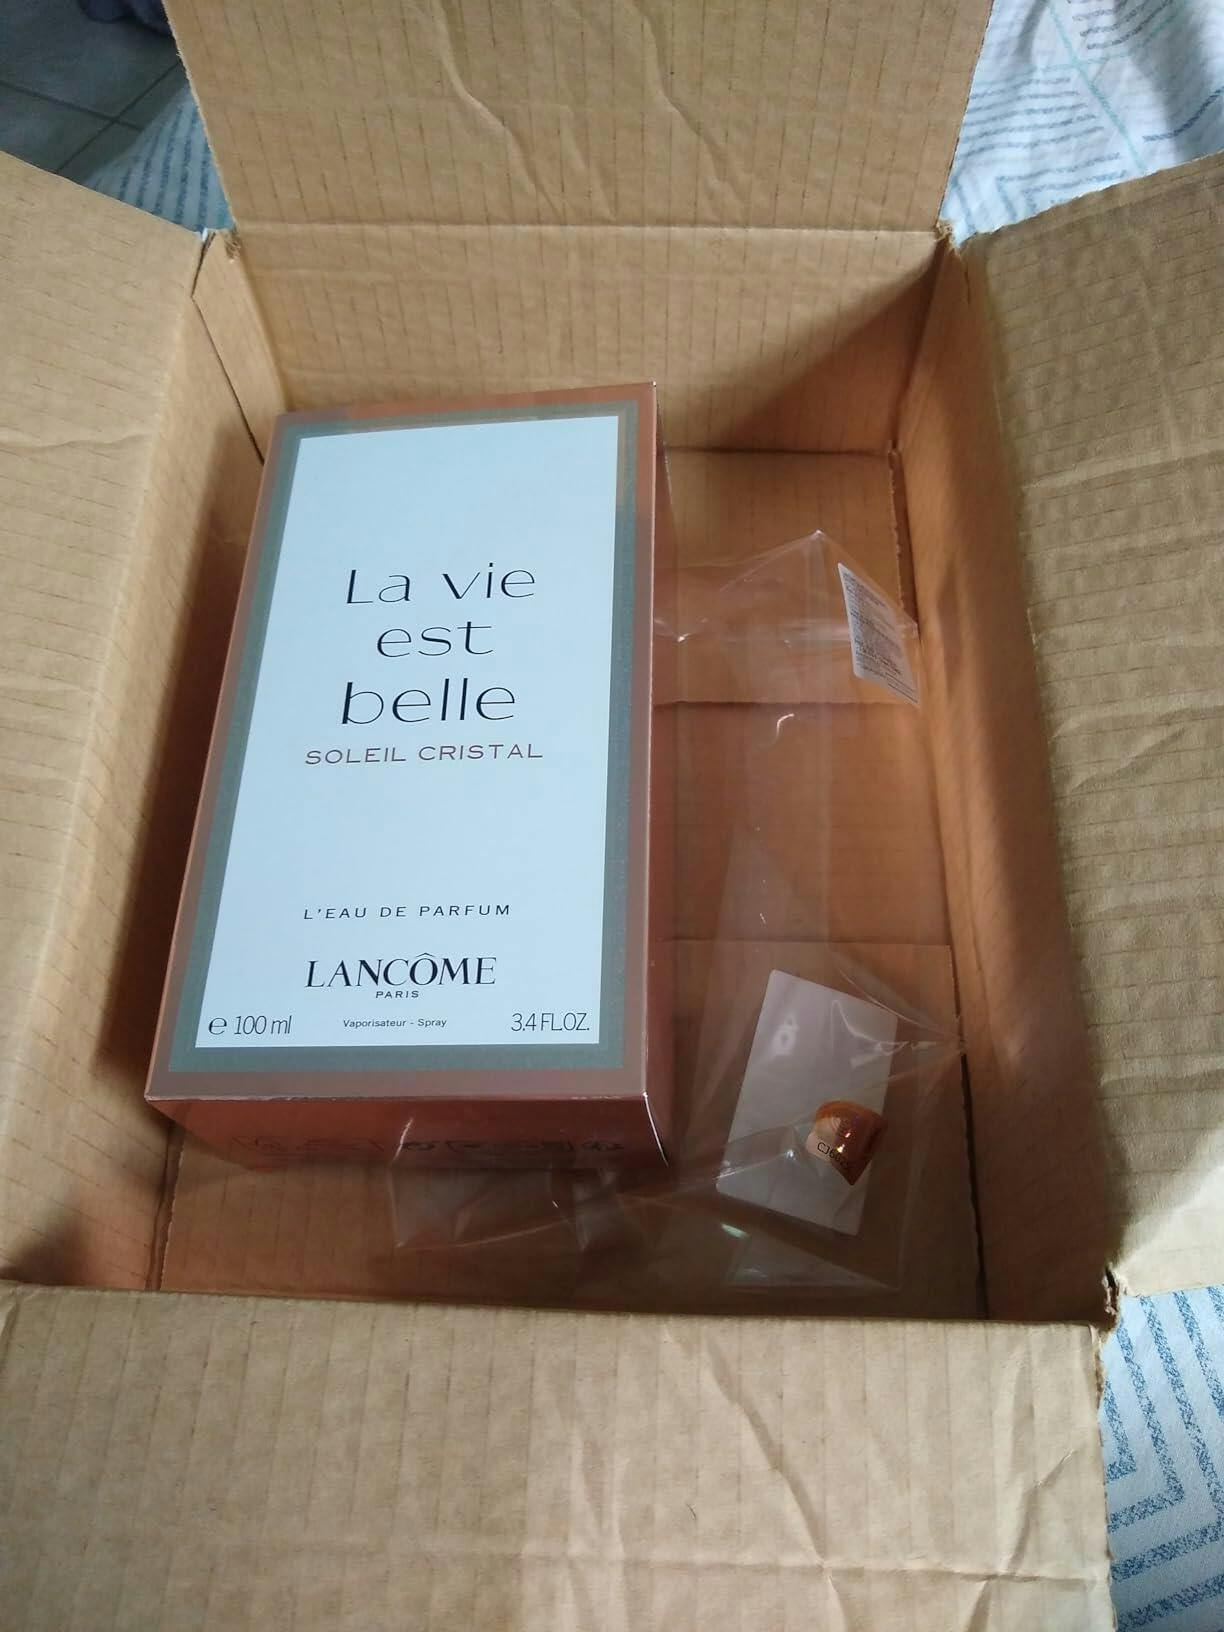 La vie
est
belle
SOLEIL CRISTAL
L'EAU DE PARFUM
LANCÔME
PARIS
e 100 ml Vaporisateur - Spray 3.4 FL.OZ.